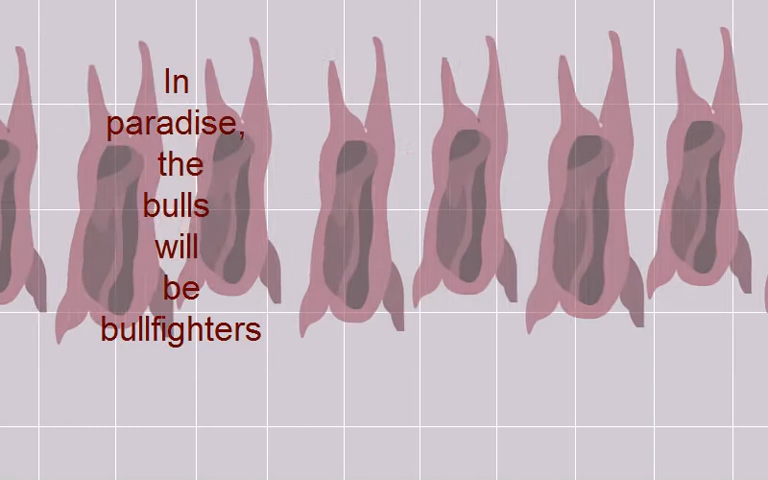 In
paradise,
the
bulls
will
be
bullfighters